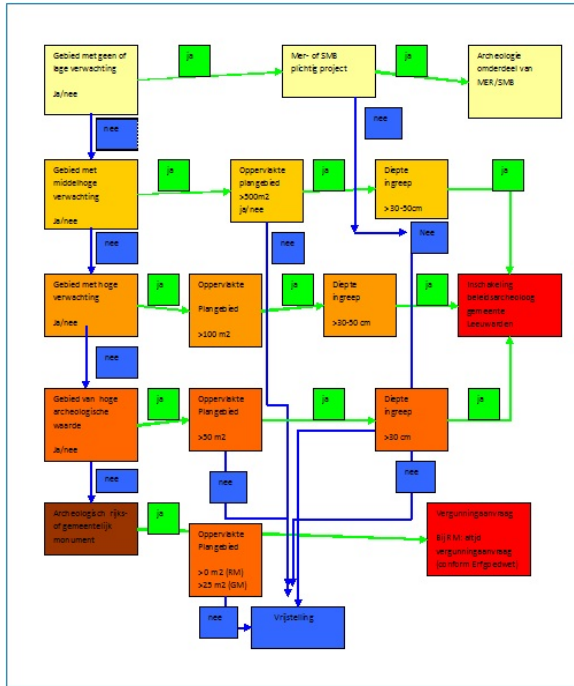 Gebied met geen of
lage verwachting
Ja/nee
ja
Mer- of SMB
plichtig project
ja
Archeologie
onderdeel van
MER/SMB
nee
nee
Gebied met
middelhoge
verwachting
Ja/nee
ja
Oppervlakte
plangebied
>500m2
ja/nee
ja
Diepte
ingreep
>30-50cm
ja
nee
nee
Nee
Gebied met hoge
verwachting
Ja/nee
ja
Oppervlakte
Plangebied
>100 m2
ja
Diepte
ingreep
>30-50 cm
ja
Inschakeling
beleidsarcheoloog
gemeente
Leeuwarden
nee
Gebied van hoge
archeologische
waarde
Ja/nee
ja
Oppervlakte
Plangebied
>50 m2
ja
Diepte
ingreep
>30 cm
ja
nee
nee
nee
Archeologisch rijks-
of gemeentelijk
monument
ja
Oppervlakte
Plangebied
>0 m2 (RM)
>25 m2 (GM)
Vergunningaanvraag
Bij RM: altijd
vergunningaanvraag
(conform Erfgoedwet)
nee
Vrijstelling